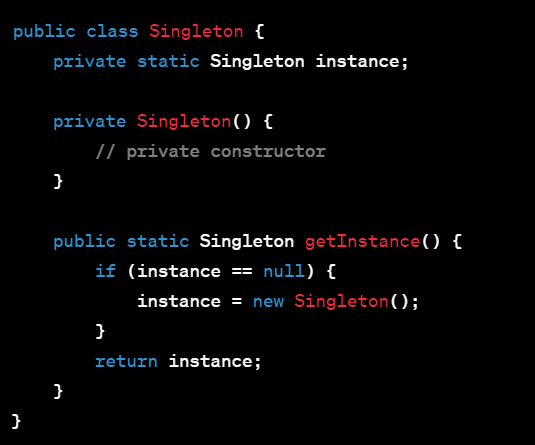 public class Singleton {
    private static Singleton instance;

    private Singleton() {
        // private constructor
    }

    public static Singleton getInstance() {
        if (instance == null) {
            instance = new Singleton();
        }
        return instance;
    }
}